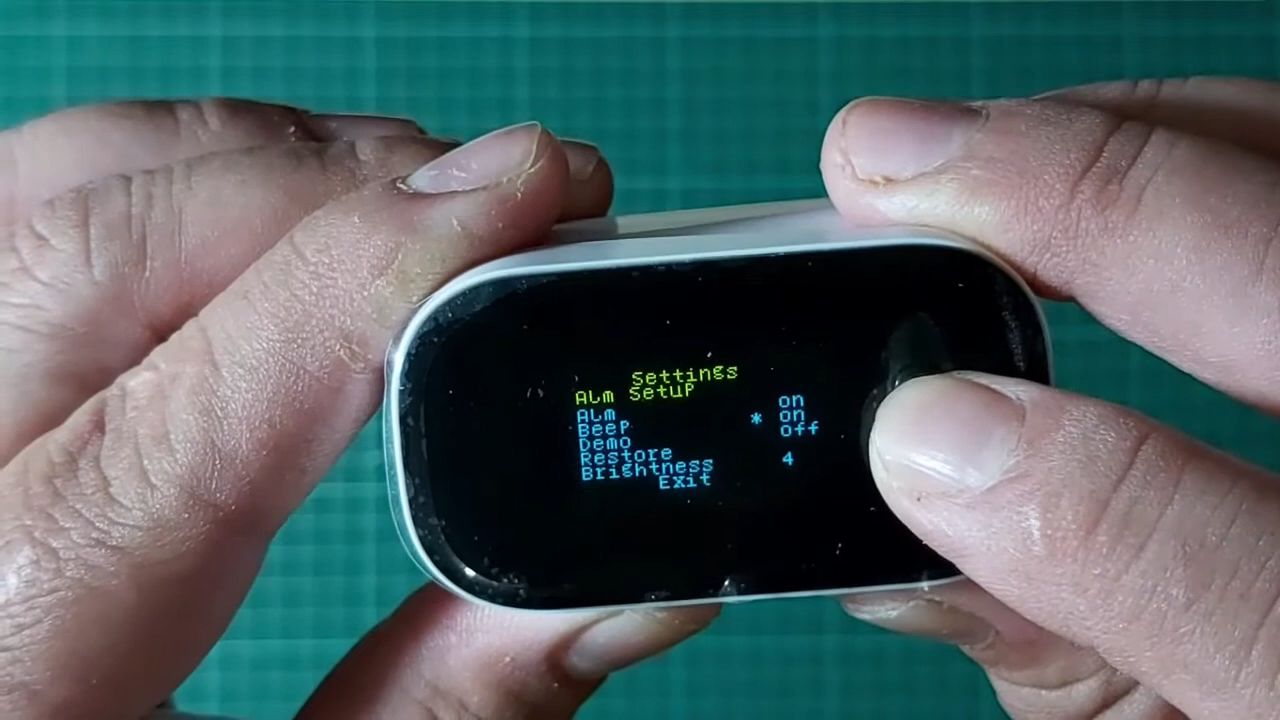 Settings
Alm Setup
Alm on
Beep * on
Demo Off
Restore
Brightness 4
Exit